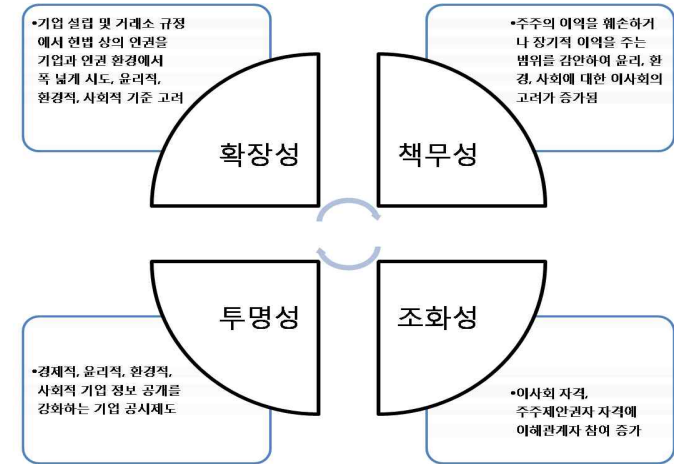 •기업 설립 및 거래소 규정
에서 헌법 상의 인권을
기업과 인권 환경에서
폭 넓게 시도, 윤리적,
환경적, 사회적 기준 고려
•주주의 이익을 훼손하거
나 장기적 이익을 주는
범위를 감안하여 윤리, 환
경, 사회에 대한 이사회의
고려가 증가됨
확장성
책무성
투명성
조화성
•경제적, 윤리적, 환경적,
사회적 기업 정보 공개를
강화하는 기업 공시제도
•이사회 자격,
주주제안권자 자격에
이해관계자 참여 증가